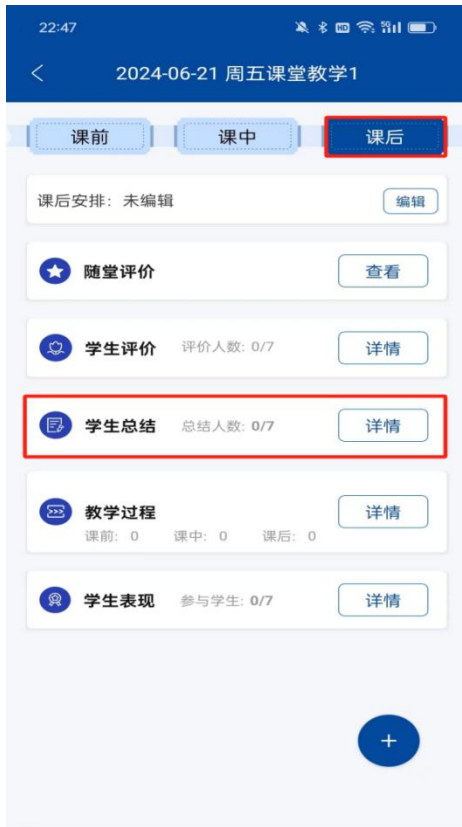 22:47
HD 5G
2024-06-21 周五课堂教学1
课前 课中 课后
课后安排：未编辑 编辑
随堂评价 查看
学生评价 评价人数: 0/7 详情
学生总结 总结人数: 0/7 详情
教学过程 详情
课前: 0 课中: 0 课后: 0
学生表现 参与学生: 0/7 详情
+